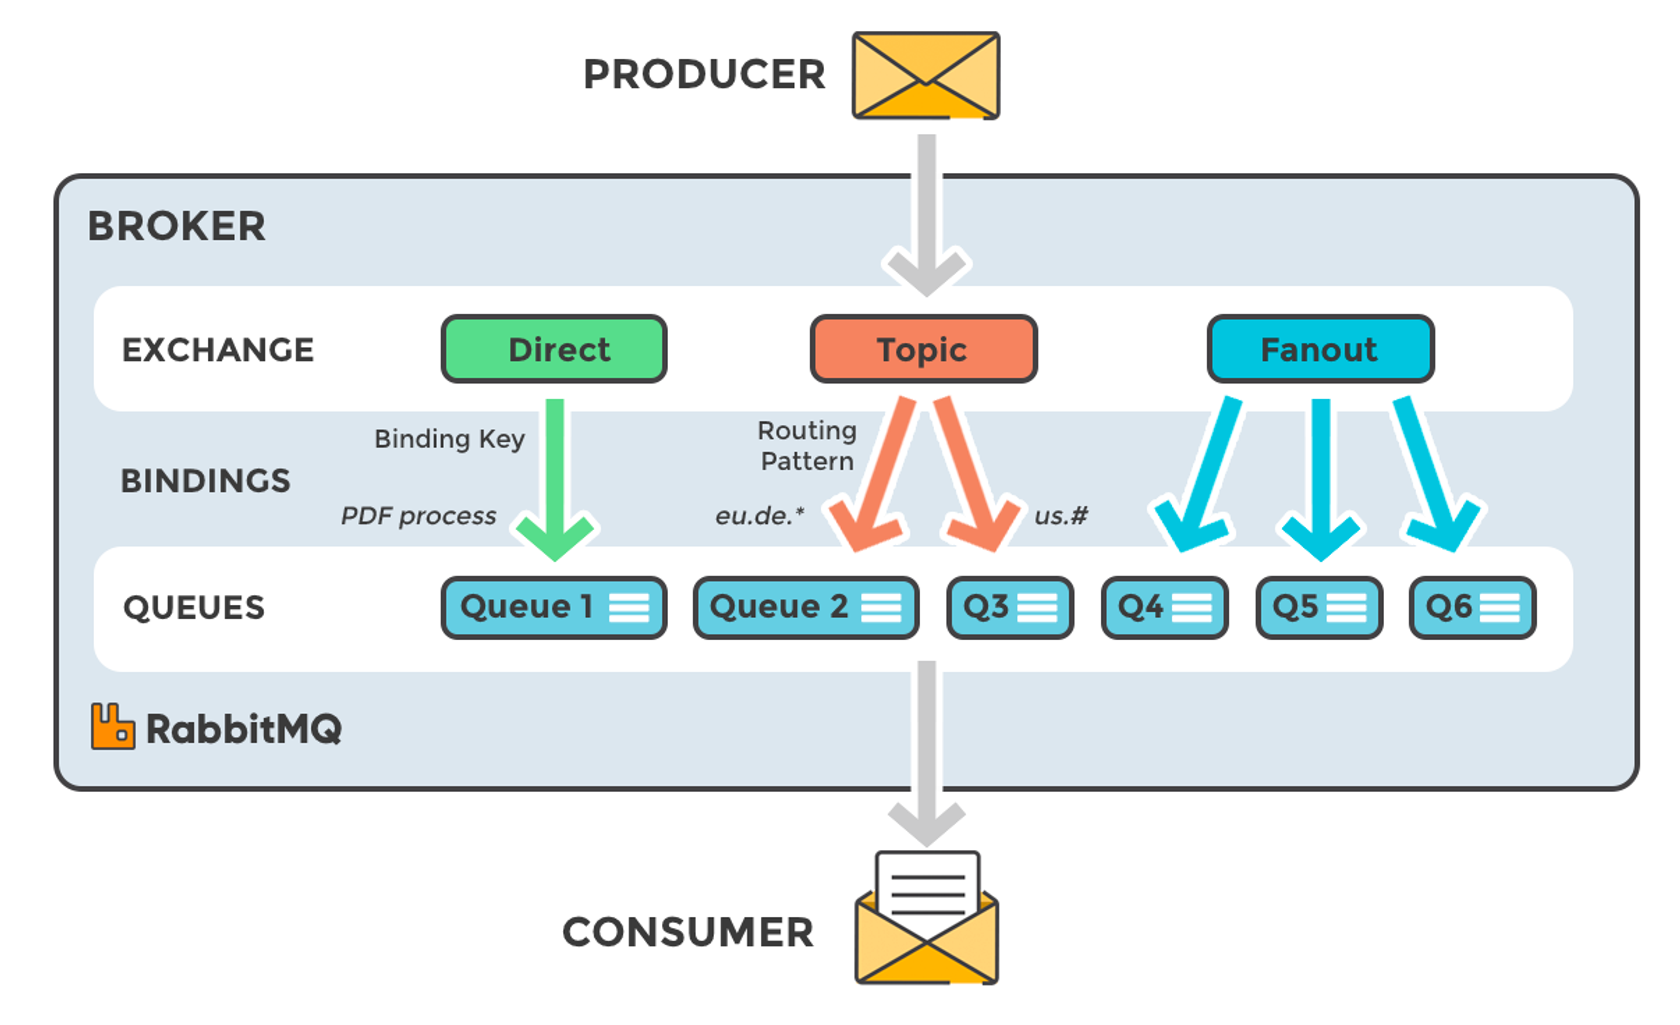 PRODUCER
BROKER
EXCHANGE
Direct
Topic
Fanout
Binding Key
Routing
Pattern
BINDINGS
PDF process
eu.de.*
us.#
QUEUES
Queue 1
Queue 2
Q3
Q4
Q5
Q6
RabbitMQ
CONSUMER